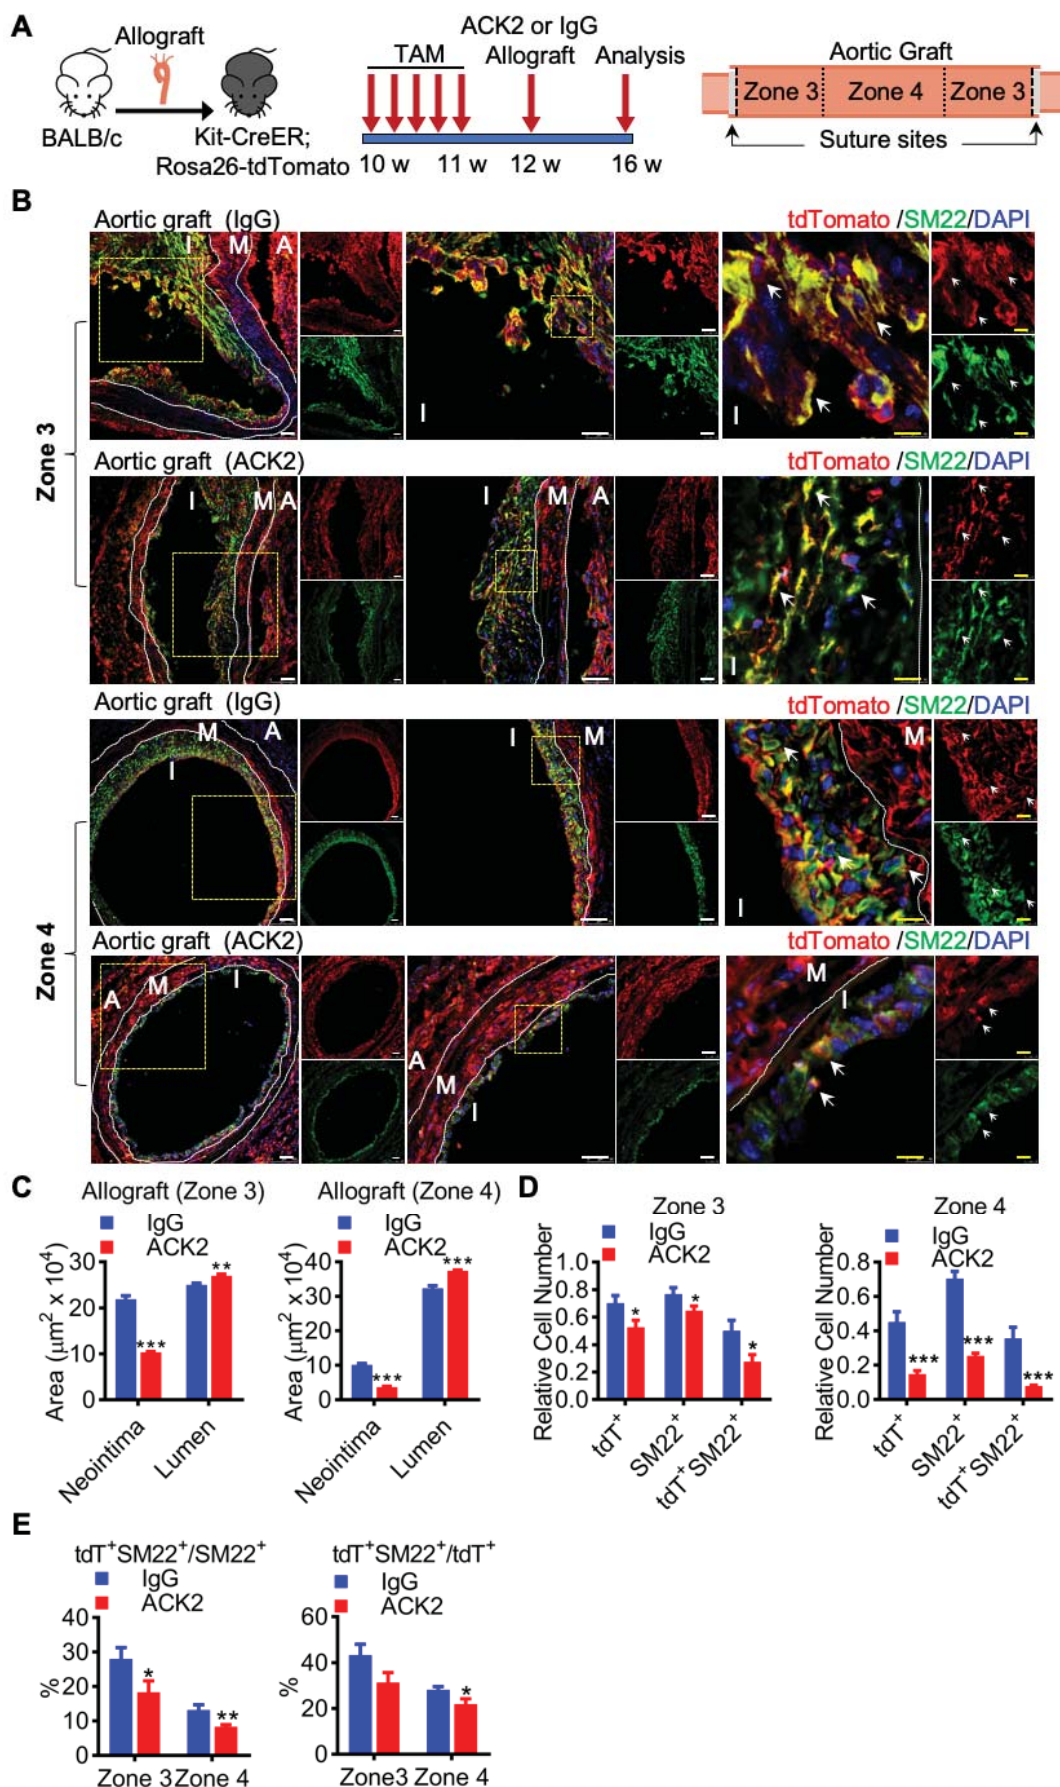 A
Allograft
BALB/c
Kit-CreER;
Rosa26-tdTomato
ACK2 or IgG
TAM Allograft Analysis
10 w 11 w 12 w 16 w
Aortic Graft
Zone 3 Zone 4 Zone 3
Suture sites
B
Zone 3
Aortic graft (IgG) tdTomato /SM22/DAPI
I M A
I
I
Aortic graft (ACK2) tdTomato /SM22/DAPI
I M A
I M A
I
Zone 4
Aortic graft (IgG) tdTomato /SM22/DAPI
M A
I
I M
M
I
Aortic graft (ACK2) tdTomato /SM22/DAPI
A M I
A M I
M
I
C
Allograft (Zone 3)
IgG
ACK2
Area (μm² x 10⁴)
30
20
10
0
***
**
Neointima
Lumen
Allograft (Zone 4)
IgG
ACK2
Area (μm² x 10⁴)
40
30
20
10
0
***
***
Neointima
Lumen
D
Zone 3
IgG
ACK2
Relative Cell Number
1.0
0.8
0.6
0.4
0.2
0.0
*
*
*
tdT⁺
SM22⁺
tdT⁺SM22⁺
Zone 4
IgG
ACK2
Relative Cell Number
0.8
0.6
0.4
0.2
0.0
***
***
***
tdT⁺
SM22⁺
tdT⁺SM22⁺
E
tdT⁺SM22⁺/SM22⁺
IgG
ACK2
%
40
30
20
10
0
*
**
Zone 3 Zone 4
tdT⁺SM22⁺/tdT⁺
IgG
ACK2
%
60
40
20
0
*
Zone3 Zone 4